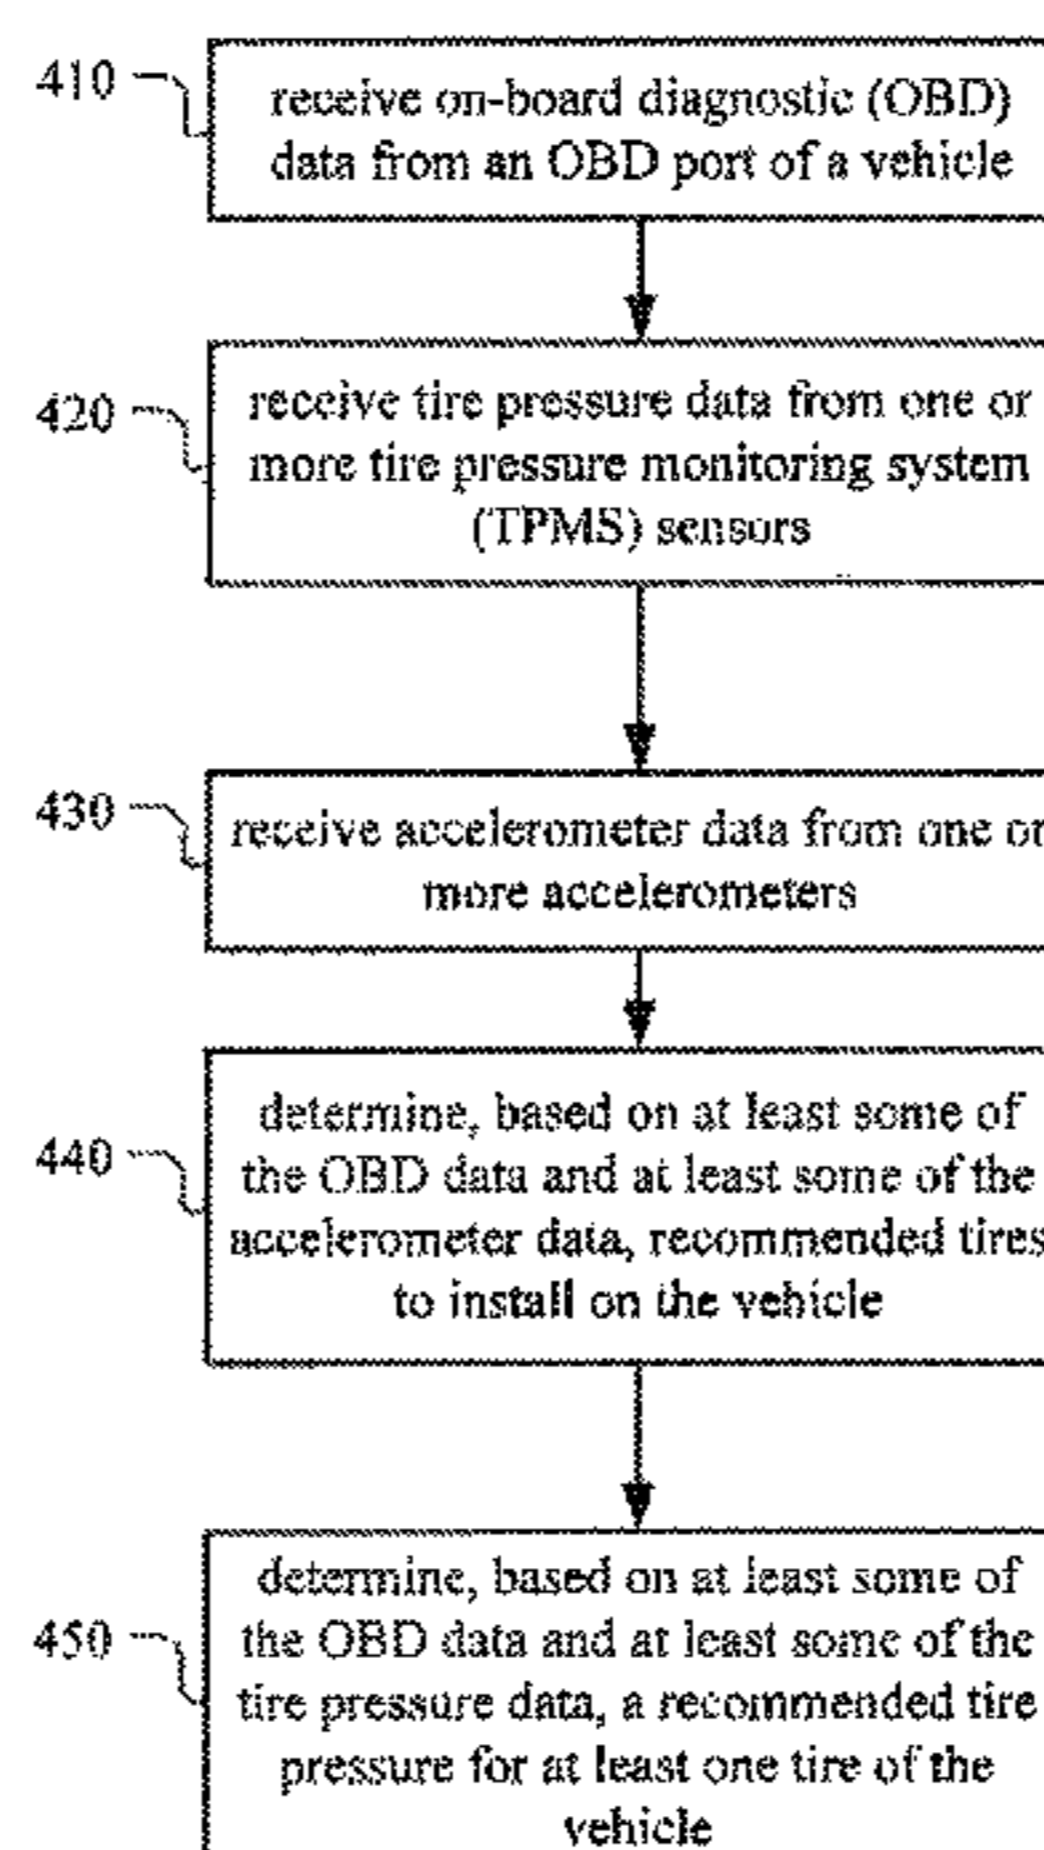 410
receive on-board diagnostic (OBD)
data from an OBD port of a vehicle
420
receive tire pressure data from one or
more tire pressure monitoring system
(TPMS) sensors
430
receive accelerometer data from one or
more accelerometers
440
determine, based on at least some of
the OBD data and at least some of the
accelerometer data, recommended tires
to install on the vehicle
450
determine, based on at least some of
the OBD data and at least some of the
tire pressure data, a recommended tire
pressure for at least one tire of the
vehicle